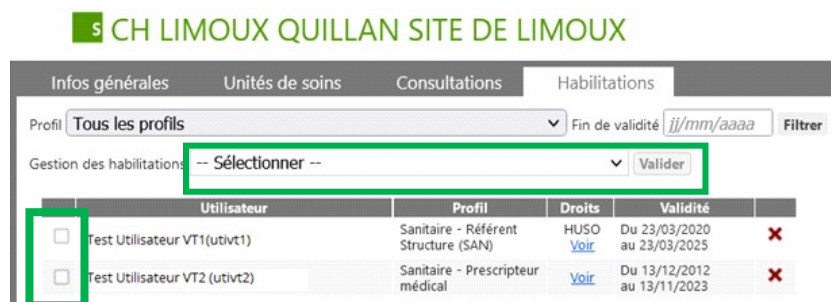 S CH LIMOUX QUILLAN SITE DE LIMOUX
Infos générales Unités de soins Consultations Habilitations
Profil Tous les profils Fin de validité jj/mm/aaaa Filtrer
Gestion des habilitations -- Sélectionner -- Valider
Utilisateur Profil Droits Validité
Test Utilisateur VT1(utivt1) Sanitaire - Référent Structure (SAN) HUSO Voir Du 23/03/2020 au 23/03/2025
Test Utilisateur VT2 (utivt2) Sanitaire - Prescripteur médical Voir Du 13/12/2012 au 13/11/2023